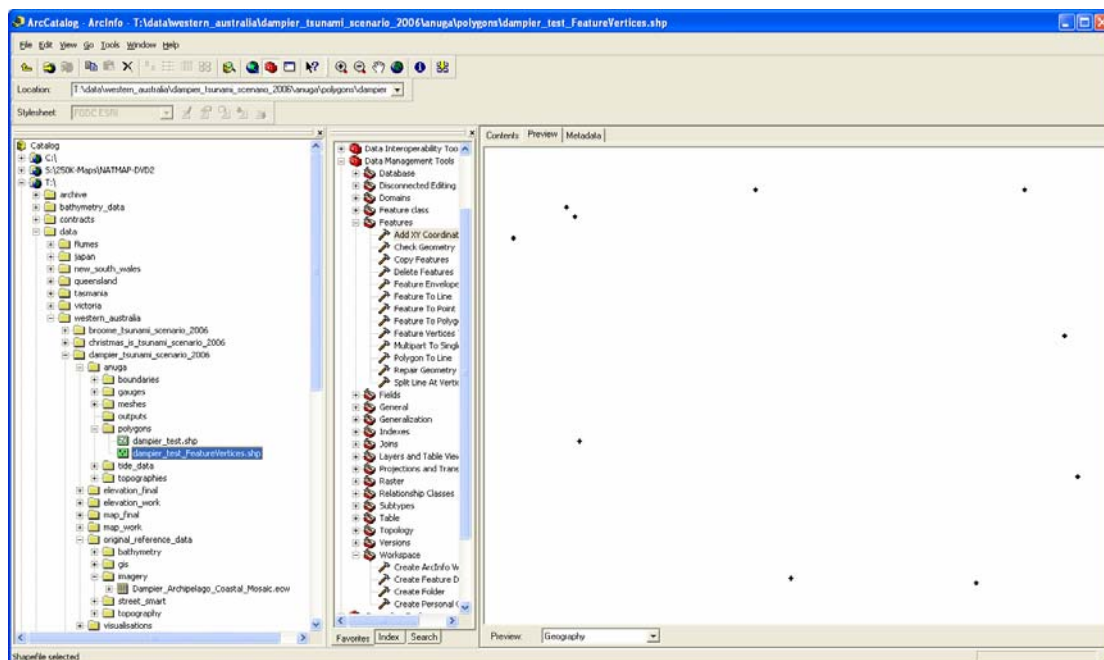 ArcCatalog - ArcInfo - T:\data\western_australia\dampier_tsunami_scenario_2006\anuga\polygons\dampier_test_FeatureVertices.shp
File Edit View Go Tools Window Help
Location: T:\data\western_australia\dampier_tsunami_scenario_2006\anuga\polygons\dampier
Stylesheet: FGDC ESRI
Catalog
C:\
S:\250K-Maps\NATMAP-DVD2
T:\
archive
bathymetry_data
contracts
data
flumes
japan
new_south_wales
queensland
tasmania
victoria
western_australia
broome_tsunami_scenario_2006
christmas_is_tsunami_scenario_2006
dampier_tsunami_scenario_2006
anuga
boundaries
gauges
meshes
outputs
polygons
dampier_test.shp
dampier_test_FeatureVertices.shp
tide_data
topographies
elevation_final
elevation_work
map_final
map_work
original_reference_data
bathymetry
gis
imagery
Dampier_Archipelago_Coastal_Mosaic.ecw
street_smart
topography
visualisations
Data Interoperability Too
Data Management Tools
Database
Disconnected Editing
Domains
Feature class
Features
Add XY Coordinat
Check Geometry
Copy Features
Delete Features
Feature Envelope
Feature To Line
Feature To Point
Feature To Polyg
Feature Vertices
Multipart To Singl
Polygon To Line
Repair Geometry
Split Line At Vertic
Fields
General
Generalization
Indexes
Joins
Layers and Table View
Projections and Trans
Raster
Relationship Classes
Subtypes
Table
Topology
Versions
Workspace
Create ArcInfo W
Create Feature D
Create Folder
Create Personal G
Favorites Index Search
Contents Preview Metadata
Preview: Geography
Shapefile selected